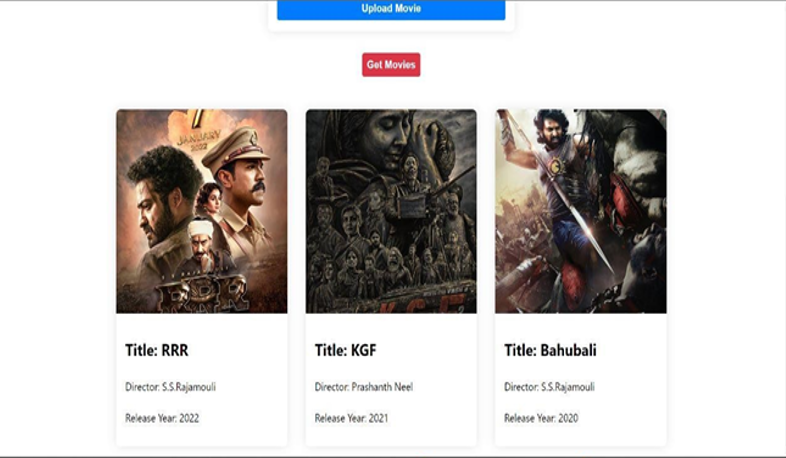 Upload Movie
Get Movies
7
JANUARY
2022
RRR
KGF
Title: RRR
Title: KGF
Title: Bahubali
Director: S.S.Rajamouli
Director: Prashanth Neel
Director: S.S.Rajamouli
Release Year: 2022
Release Year: 2021
Release Year: 2020